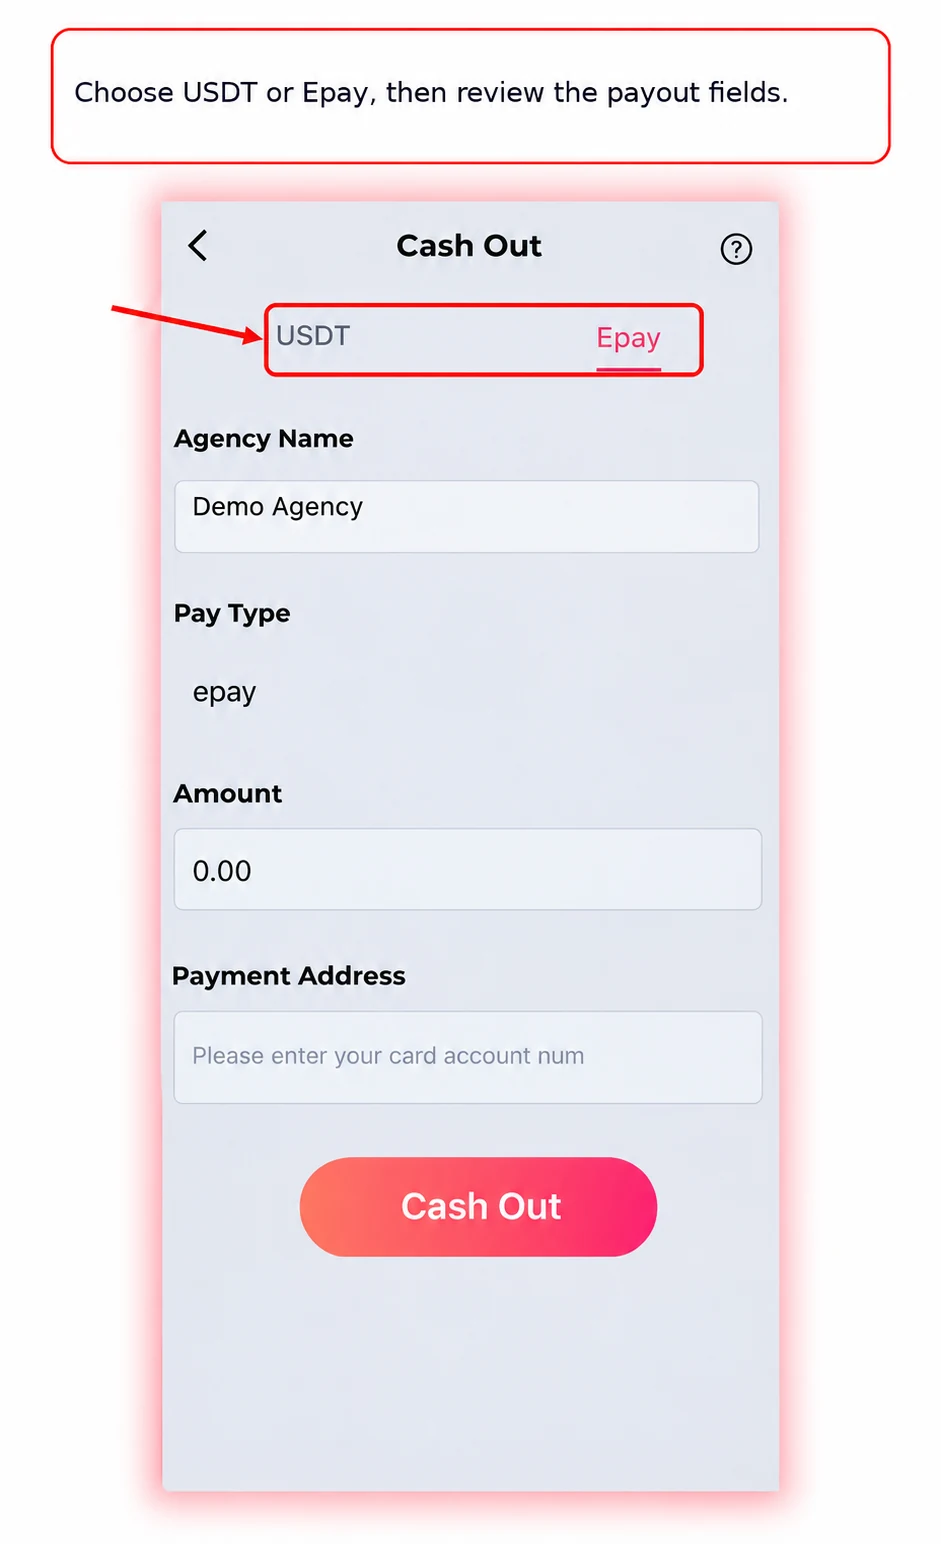 Choose USDT or Epay, then review the payout fields.
Cash Out
?
USDT Epay
Agency Name
Demo Agency
Pay Type
epay
Amount
0.00
Payment Address
Please enter your card account num
Cash Out